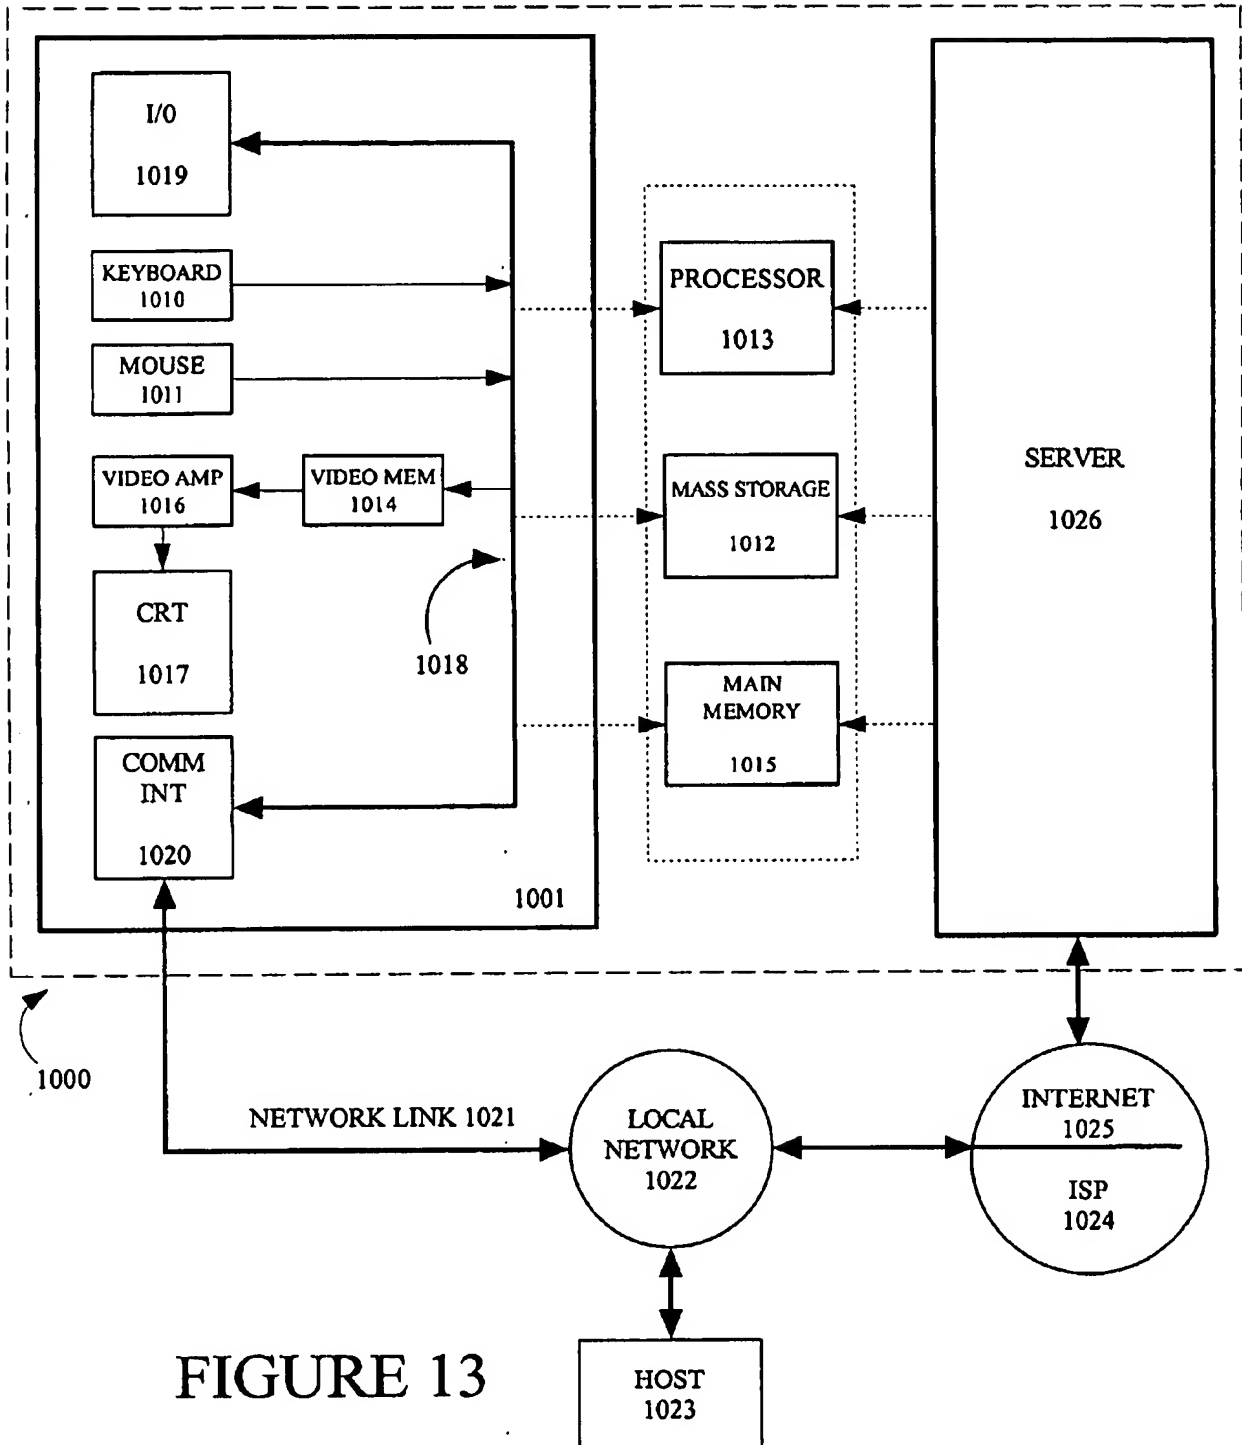 I/0
1019
KEYBOARD
1010
MOUSE
1011
VIDEO AMP
1016
VIDEO MEM
1014
CRT
1017
1018
COMM
INT
1020
1001
PROCESSOR
1013
MASS STORAGE
1012
MAIN
MEMORY
1015
SERVER
1026
1000
NETWORK LINK 1021
LOCAL
NETWORK
1022
INTERNET
1025
ISP
1024
HOST
1023
FIGURE 13